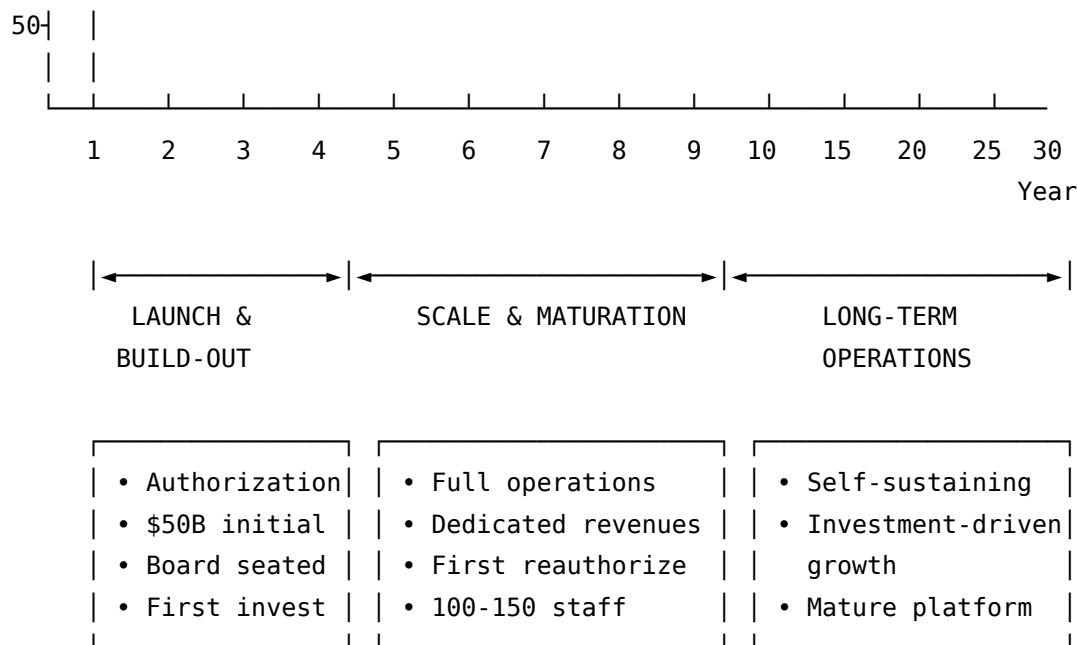 50
1 2 3 4 5 6 7 8 9 10 15 20 25 30
Year
LAUNCH & SCALE & MATURATION LONG-TERM
BUILD-OUT OPERATIONS
• Authorization • Full operations • Self-sustaining
• $50B initial • Dedicated revenues • Investment-driven
• Board seated • First reauthorize growth
• First invest • 100-150 staff • Mature platform